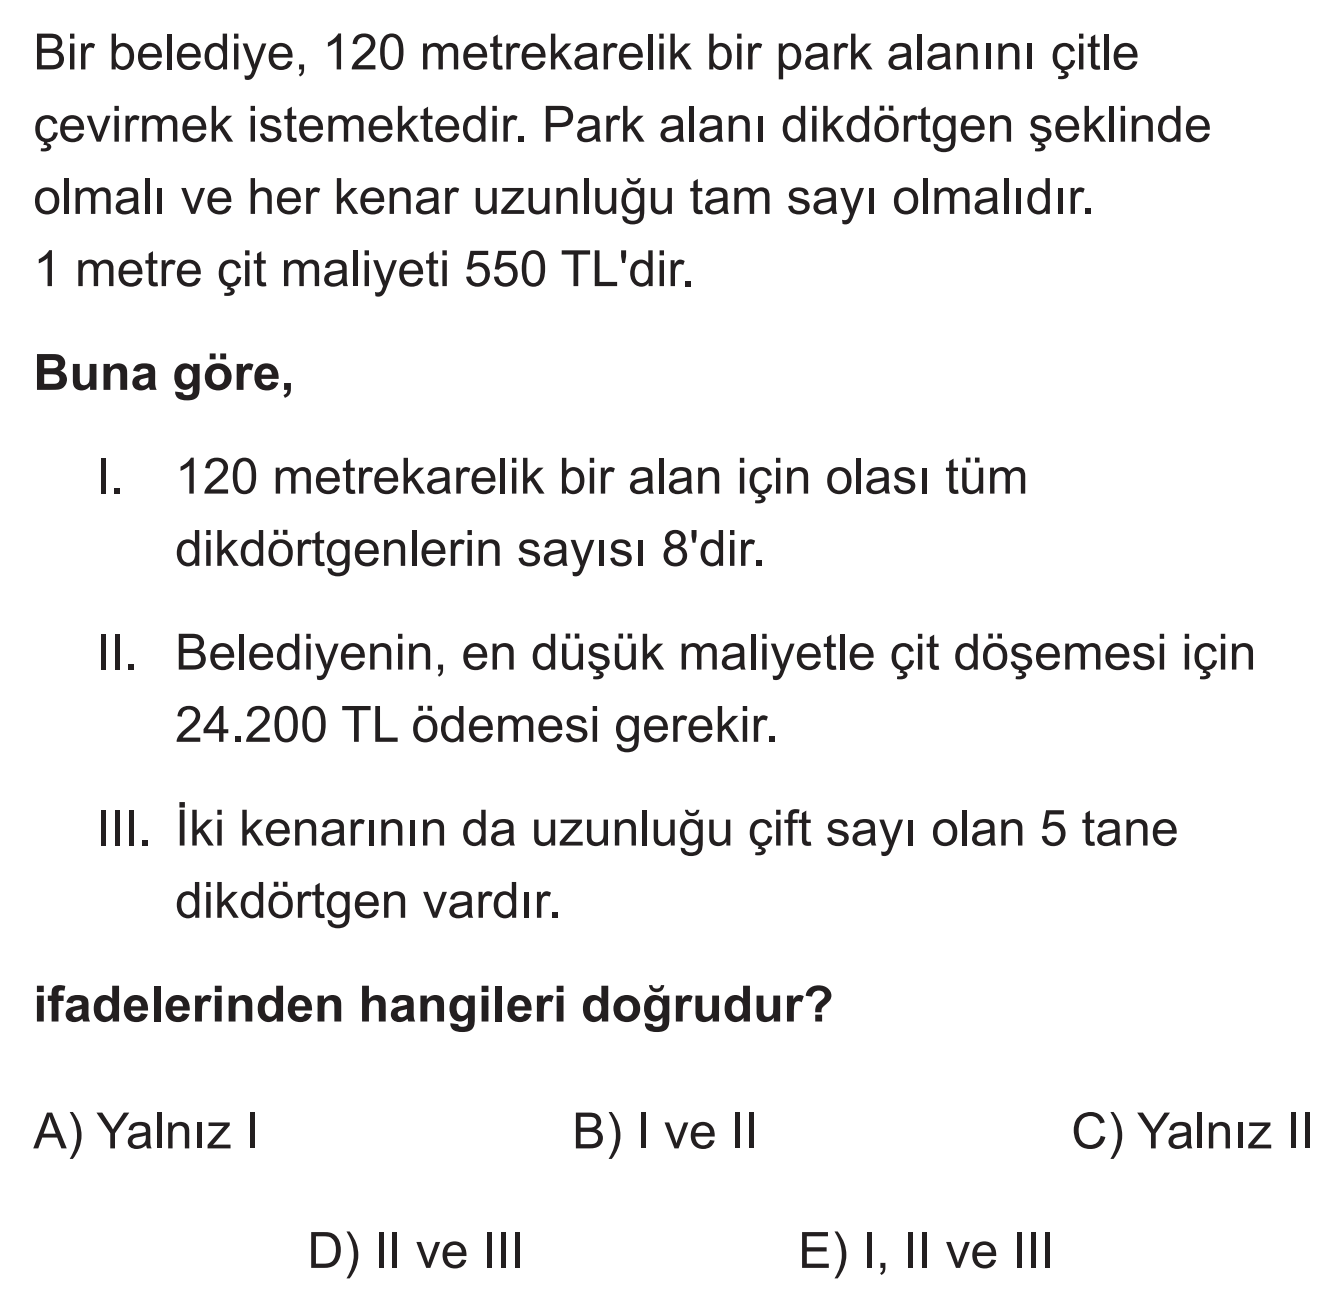 Bir belediye, 120 metrekarelik bir park alanını çitle
çevirmek istemektedir. Park alanı dikdörtgen şeklinde
olmalı ve her kenar uzunluğu tam sayı olmalıdır.
1 metre çit maliyeti 550 TL'dir.
Buna göre,
I. 120 metrekarelik bir alan için olası tüm
dikdörtgenlerin sayısı 8'dir.
II. Belediyenin, en düşük maliyetle çit döşemesi için
24.200 TL ödemesi gerekir.
III. İki kenarının da uzunluğu çift sayı olan 5 tane
dikdörtgen vardır.
ifadelerinden hangileri doğrudur?
A) Yalnız I B) I ve II C) Yalnız II
D) II ve III E) I, II ve III